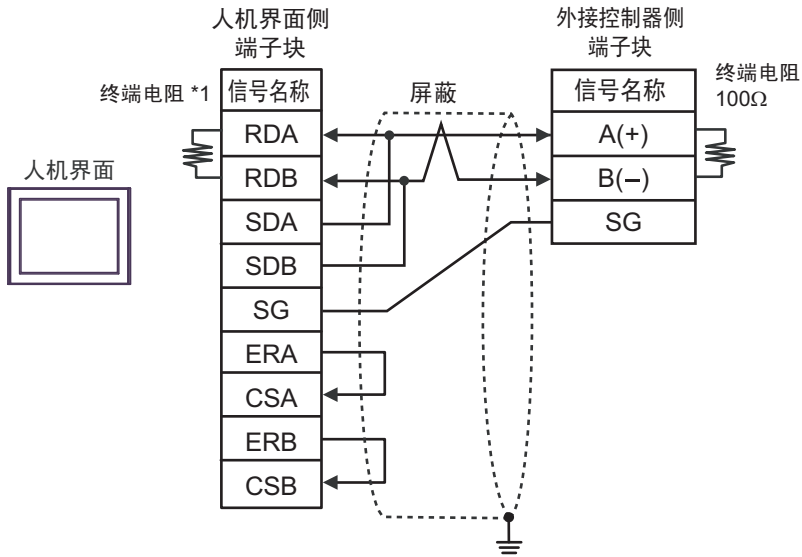 人机界面侧
端子块
外接控制器侧
端子块
终端电阻 *1
信号名称
屏蔽
信号名称
终端电阻
100Ω
RDA
A(+)
人机界面
RDB
B(−)
SDA
SG
SDB
SG
ERA
CSA
ERB
CSB